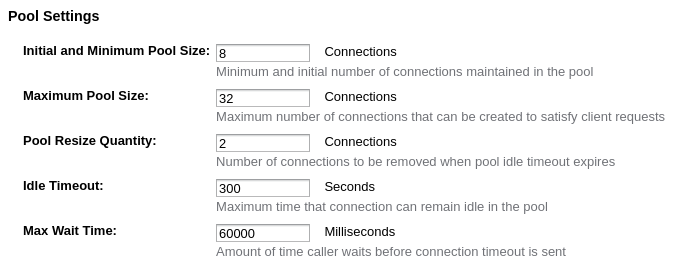 Pool Settings
Initial and Minimum Pool Size: 8 Connections
Minimum and initial number of connections maintained in the pool
Maximum Pool Size: 32 Connections
Maximum number of connections that can be created to satisfy client requests
Pool Resize Quantity: 2 Connections
Number of connections to be removed when pool idle timeout expires
Idle Timeout: 300 Seconds
Maximum time that connection can remain idle in the pool
Max Wait Time: 60000 Milliseconds
Amount of time caller waits before connection timeout is sent